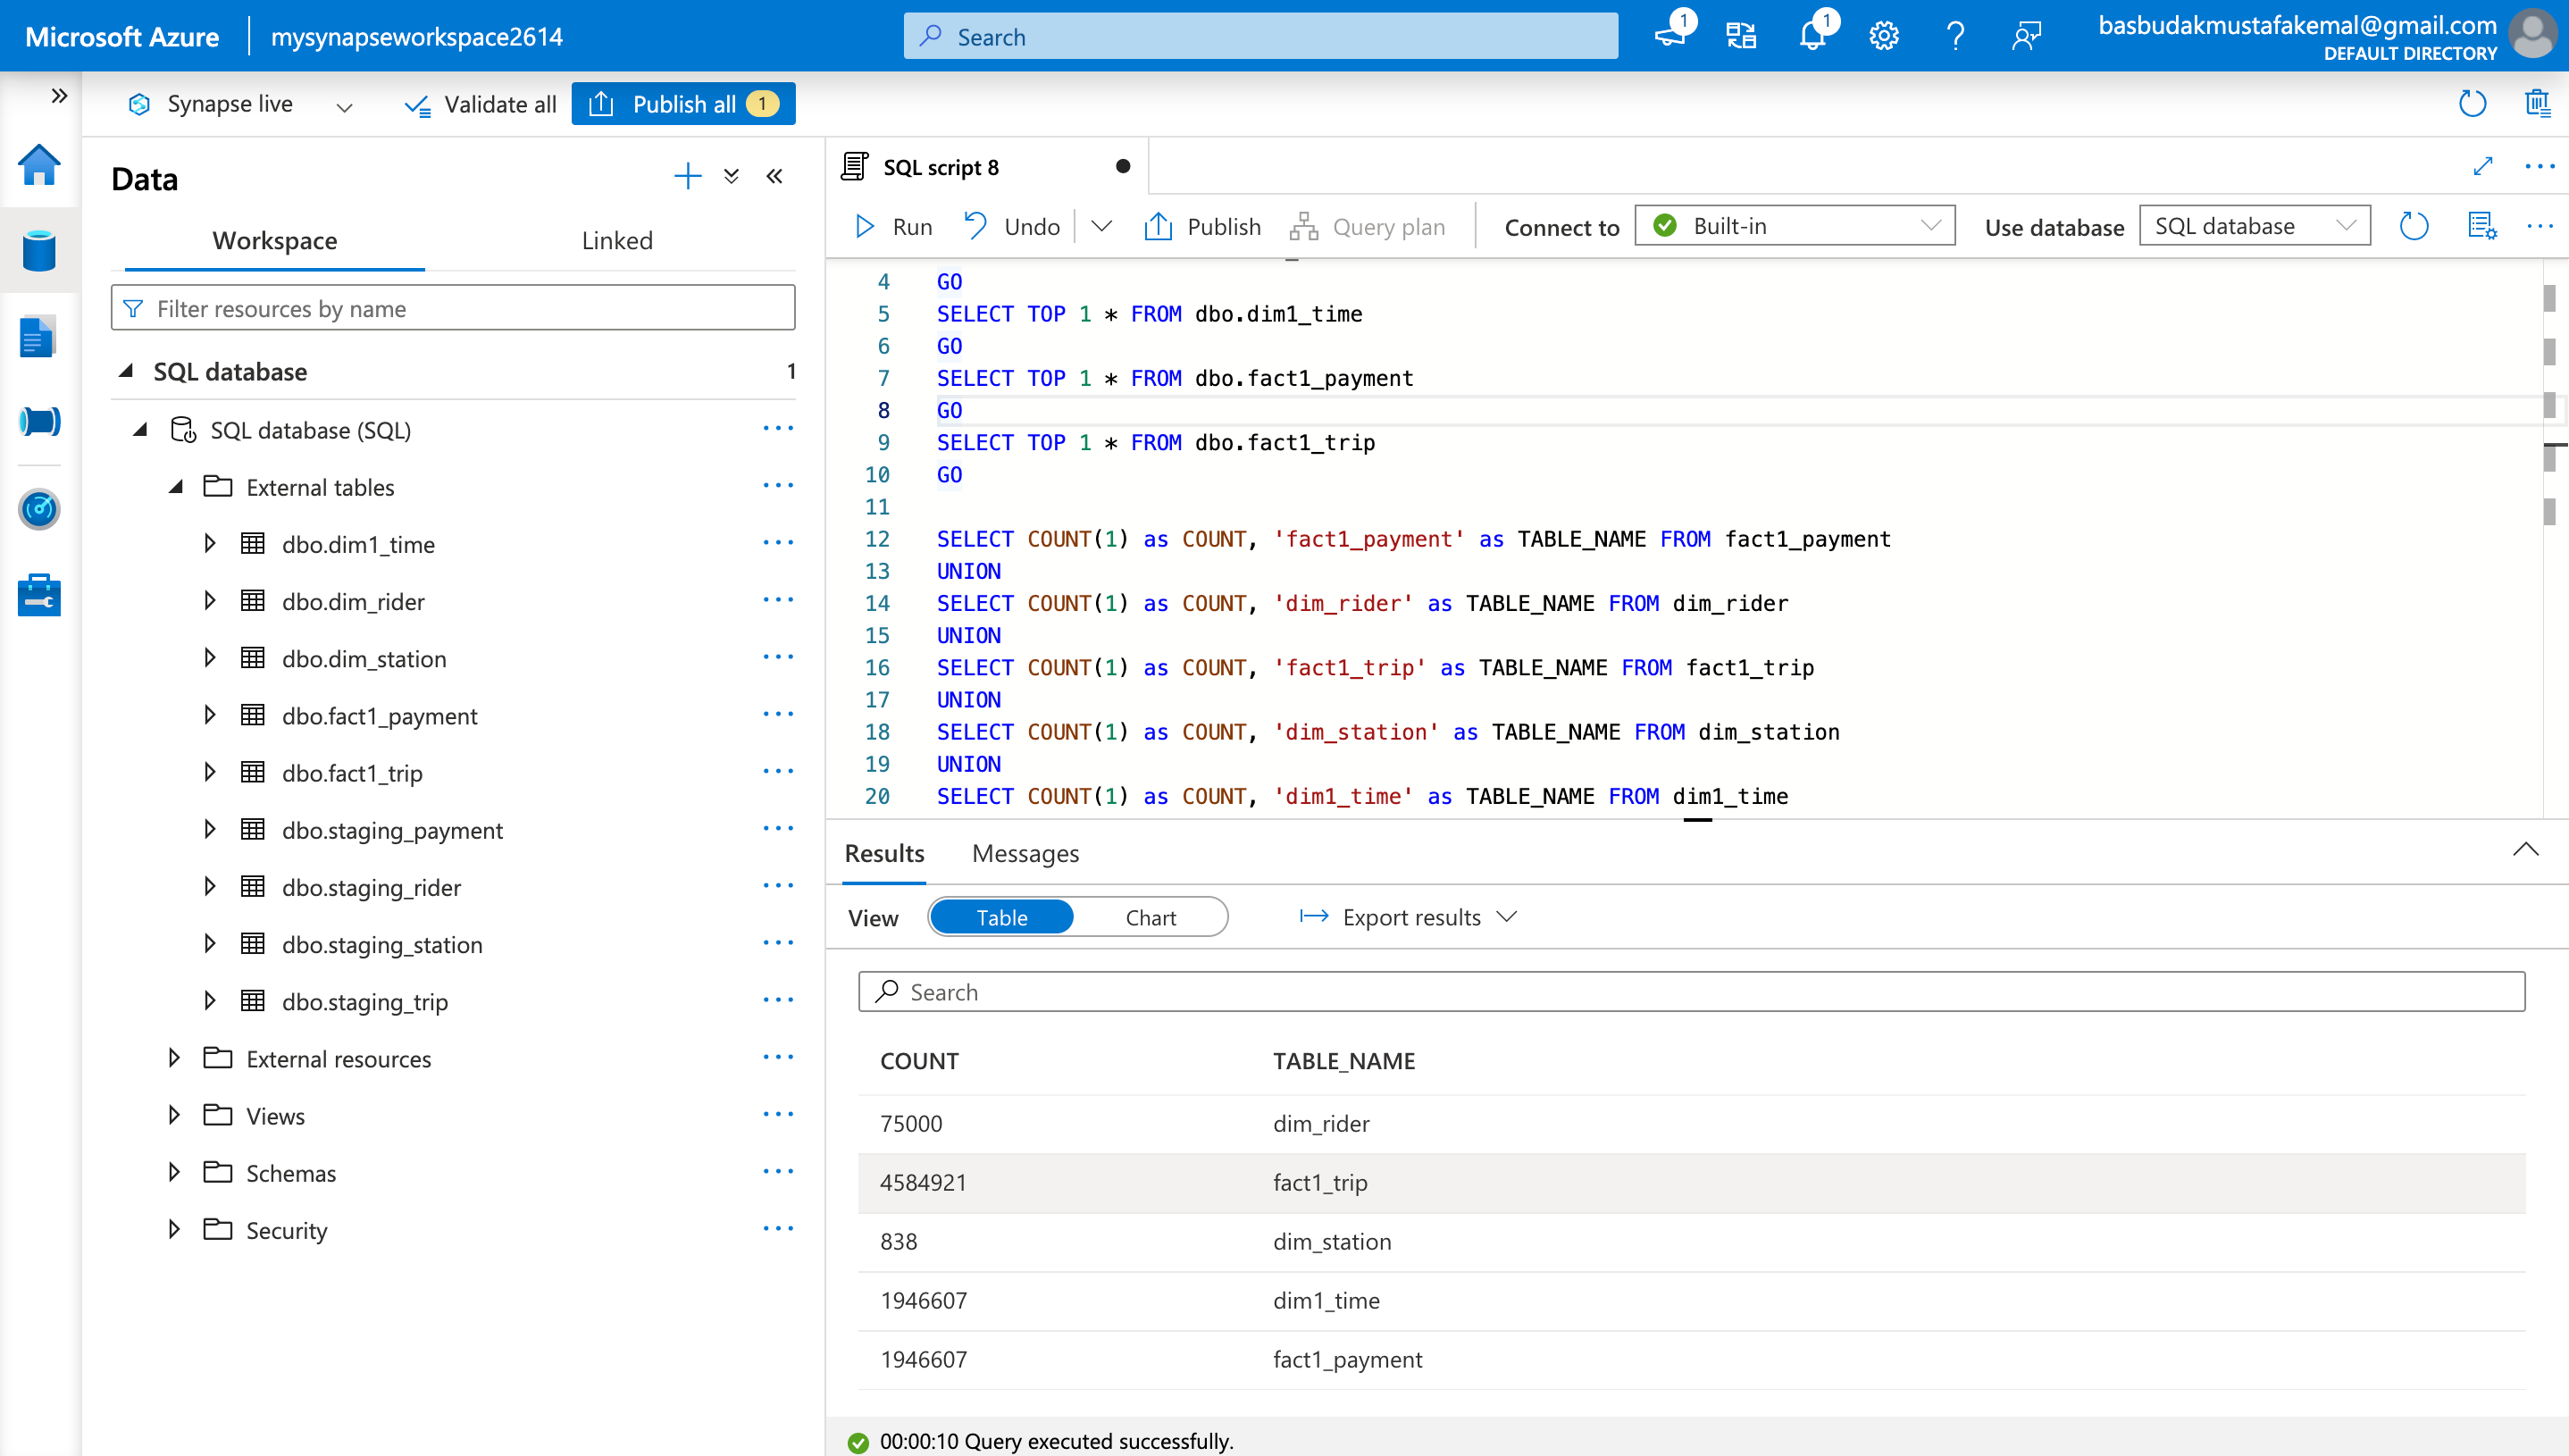 Microsoft Azure mysynapseworkspace2614 Search 1 1 basbudakmustafakemal@gmail.com
DEFAULT DIRECTORY
Synapse live Validate all Publish all 1
Data
Workspace Linked
Filter resources by name
SQL database 1
SQL database (SQL)
External tables
dbo.dim1_time
dbo.dim_rider
dbo.dim_station
dbo.fact1_payment
dbo.fact1_trip
dbo.staging_payment
dbo.staging_rider
dbo.staging_station
dbo.staging_trip
External resources
Views
Schemas
Security
SQL script 8
Run Undo Publish Query plan Connect to Built-in Use database SQL database
4 GO
5 SELECT TOP 1 * FROM dbo.dim1_time
6 GO
7 SELECT TOP 1 * FROM dbo.fact1_payment
8 GO
9 SELECT TOP 1 * FROM dbo.fact1_trip
10 GO
11
12 SELECT COUNT(1) as COUNT, 'fact1_payment' as TABLE_NAME FROM fact1_payment
13 UNION
14 SELECT COUNT(1) as COUNT, 'dim_rider' as TABLE_NAME FROM dim_rider
15 UNION
16 SELECT COUNT(1) as COUNT, 'fact1_trip' as TABLE_NAME FROM fact1_trip
17 UNION
18 SELECT COUNT(1) as COUNT, 'dim_station' as TABLE_NAME FROM dim_station
19 UNION
20 SELECT COUNT(1) as COUNT, 'dim1_time' as TABLE_NAME FROM dim1_time
Results Messages
View Table Chart Export results
Search
COUNT TABLE_NAME
75000 dim_rider
4584921 fact1_trip
838 dim_station
1946607 dim1_time
1946607 fact1_payment
00:00:10 Query executed successfully.